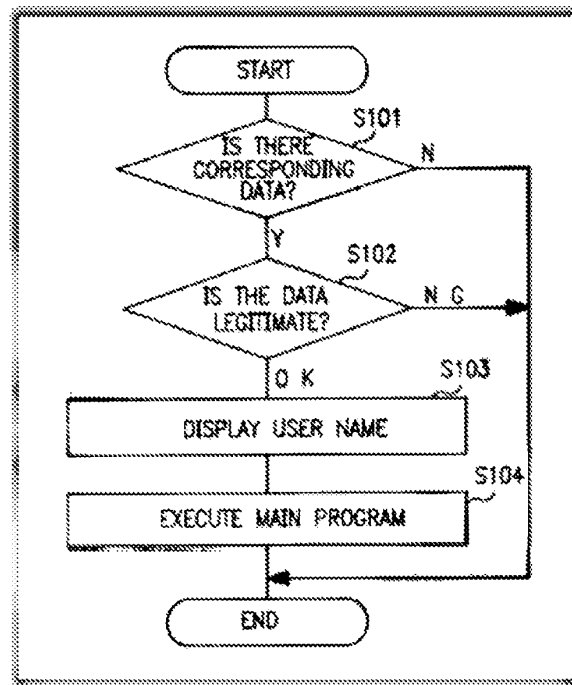 START
S101
IS THERE
CORRESPONDING
DATA?
N
Y
S102
IS THE DATA
LEGITIMATE?
N G
O K
S103
DISPLAY USER NAME
S104
EXECUTE MAIN PROGRAM
END